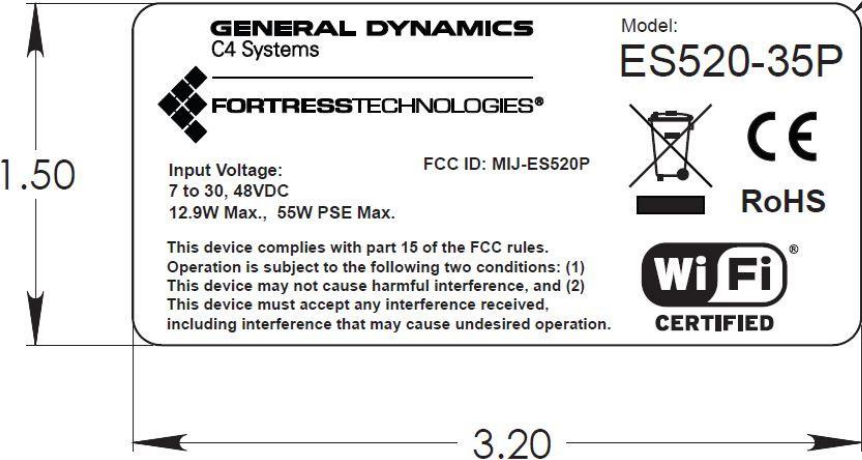 GENERAL DYNAMICS
C4 Systems
FORTRESSTECHNOLOGIES®
Model:
ES520-35P
1.50
Input Voltage:
7 to 30, 48VDC
12.9W Max., 55W PSE Max.
FCC ID: MIJ-ES520P
CE
RoHS
This device complies with part 15 of the FCC rules.
Operation is subject to the following two conditions: (1)
This device may not cause harmful interference, and (2)
This device must accept any interference received,
including interference that may cause undesired operation.
Wi Fi®
CERTIFIED
3.20